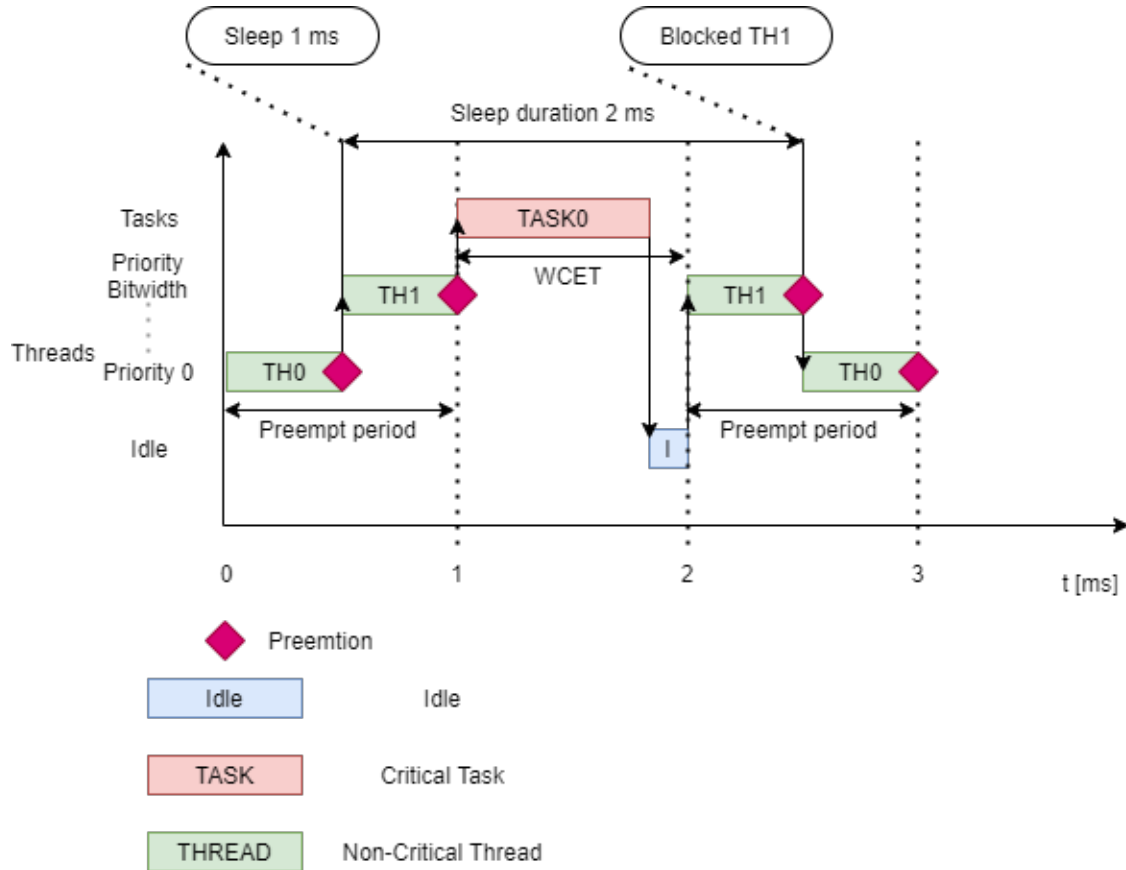 Sleep 1 ms
Blocked TH1
Sleep duration 2 ms
Tasks
TASK0
Priority
Bitwidth
WCET
TH1
TH1
Threads
Priority 0
TH0
TH0
Preempt period
Preempt period
Idle
I
0
1
2
3
t [ms]
Preemtion
Idle
Idle
TASK
Critical Task
THREAD
Non-Critical Thread